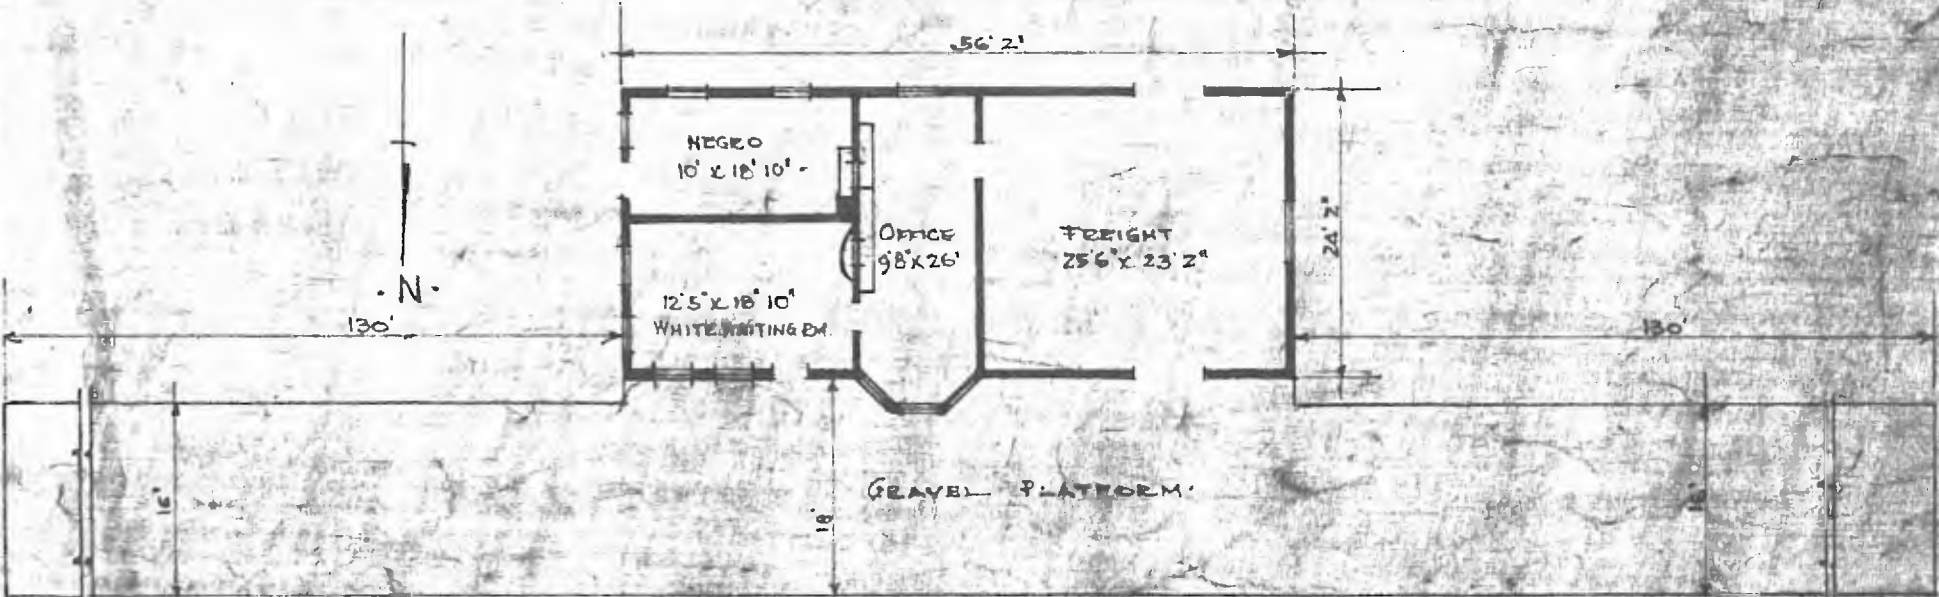 56' 2"
NEGRO
10' X 18' 10"
OFFICE
9'8" X 26'
FREIGHT
25'6" X 23' 2"
24' 2"
· N ·
12'5" X 18' 10"
WHITE WAITING RM.
130'
130'
GRAVEL PLATFORM.
16'
18'
16'